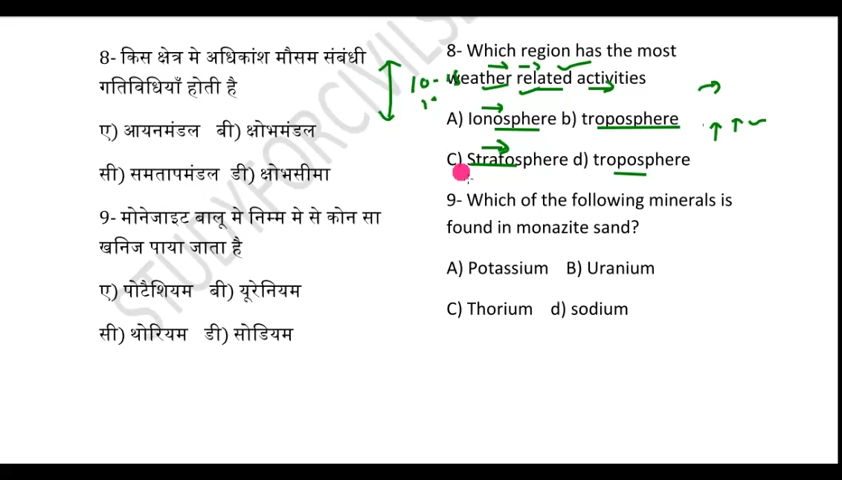 8- किस क्षेत्र मे अधिकांश मौसम संबंधी
गतिविधियाँ होती है
ए) आयनमंडल बी) क्षोभमंडल
सी) समतापमंडल डी) क्षोभसीमा
9- मोनेजाइट बालू मे निम्म मे से कोन सा
खनिज पाया जाता है
ए) पोटैशियम बी) यूरेनियम
सी) थोरियम डी) सोडियम
8- Which region has the most
weather related activities
A) Ionosphere b) troposphere
C) Stratosphere d) troposphere
9- Which of the following minerals is
found in monazite sand?
A) Potassium B) Uranium
C) Thorium d) sodium
STUDYFORCIVILSE